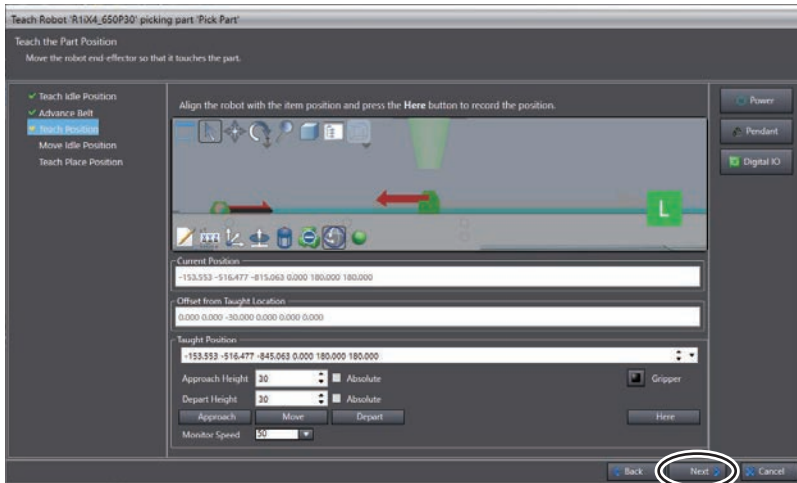 Teach Robot 'R1iX4_650P30' picking part 'Pick Part'
Teach the Part Position
Move the robot end-effector so that it touches the part.
Teach Idle Position
Advance Belt
Teach Position
Move Idle Position
Teach Place Position
Align the robot with the item position and press the Here button to record the position.
L
Power
Pendant
Digital IO
Current Position
-153.553 -516.477 -815.063 0.000 180.000 180.000
Offset from Taught Location
0.000 0.000 -30.000 0.000 0.000 0.000
Taught Position
-153.553 -516.477 -845.063 0.000 180.000 180.000
Approach Height 30 Absolute Gripper
Depart Height 30 Absolute
Approach Move Depart Here
Monitor Speed 50
Back Next Cancel